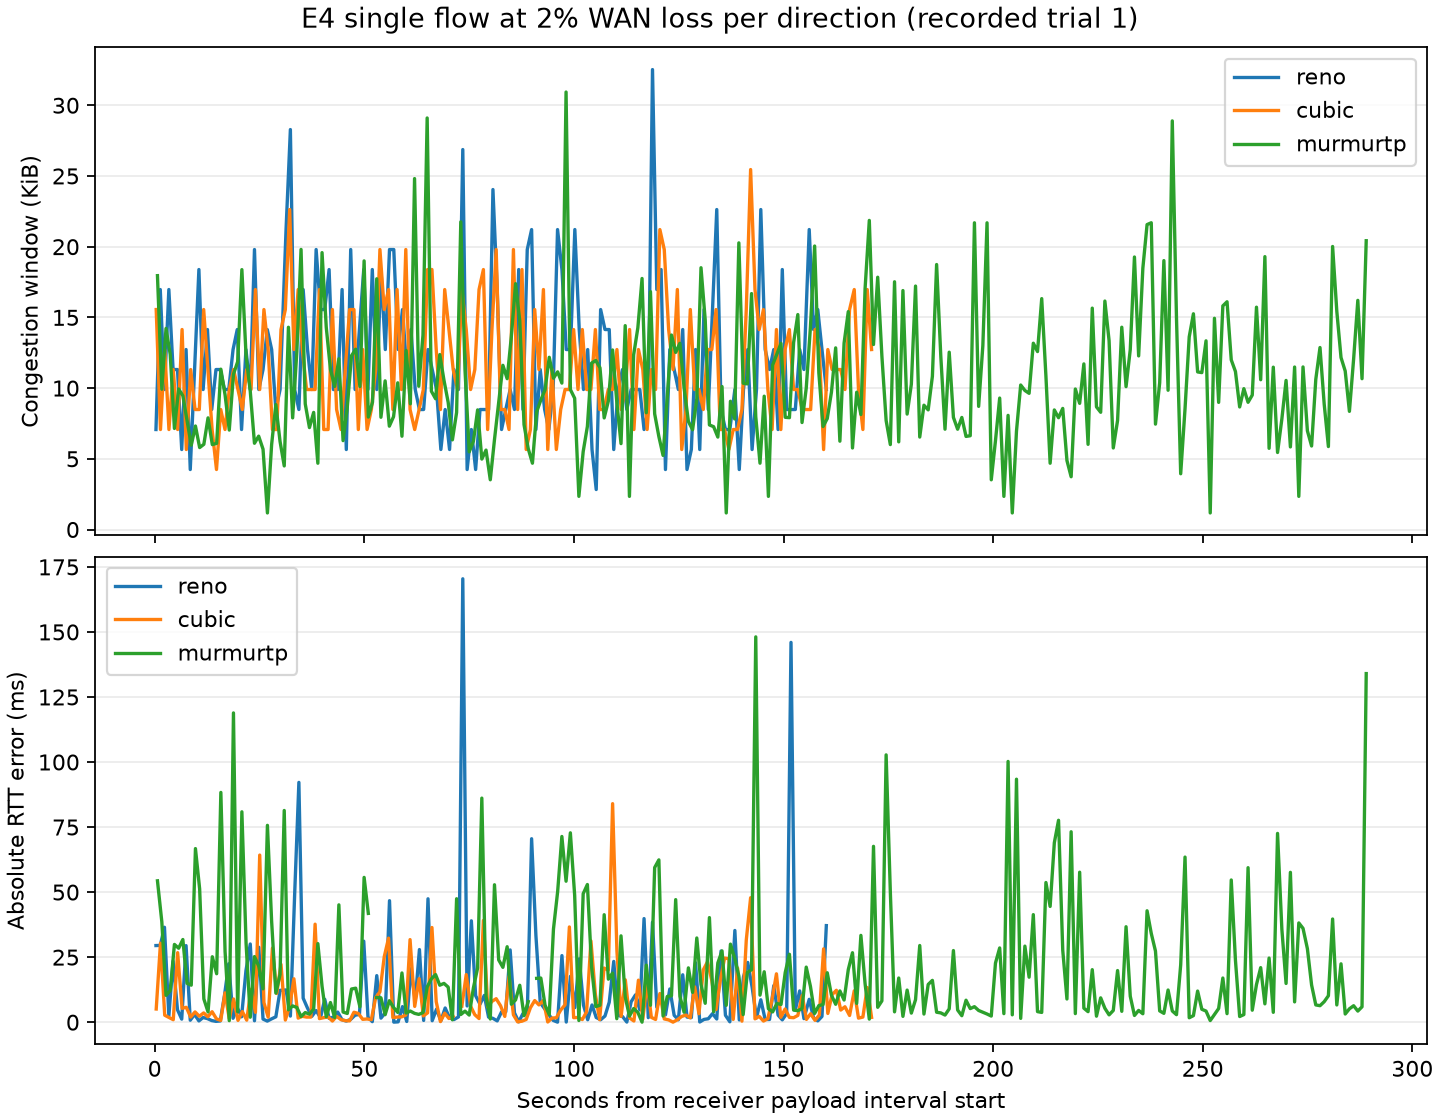 E4 single flow at 2% WAN loss per direction (recorded trial 1)
Congestion window (KiB)
30
25
20
15
10
5
0
reno
cubic
murmurtp
Absolute RTT error (ms)
175
150
125
100
75
50
25
0
reno
cubic
murmurtp
0 50 100 150 200 250 300
Seconds from receiver payload interval start